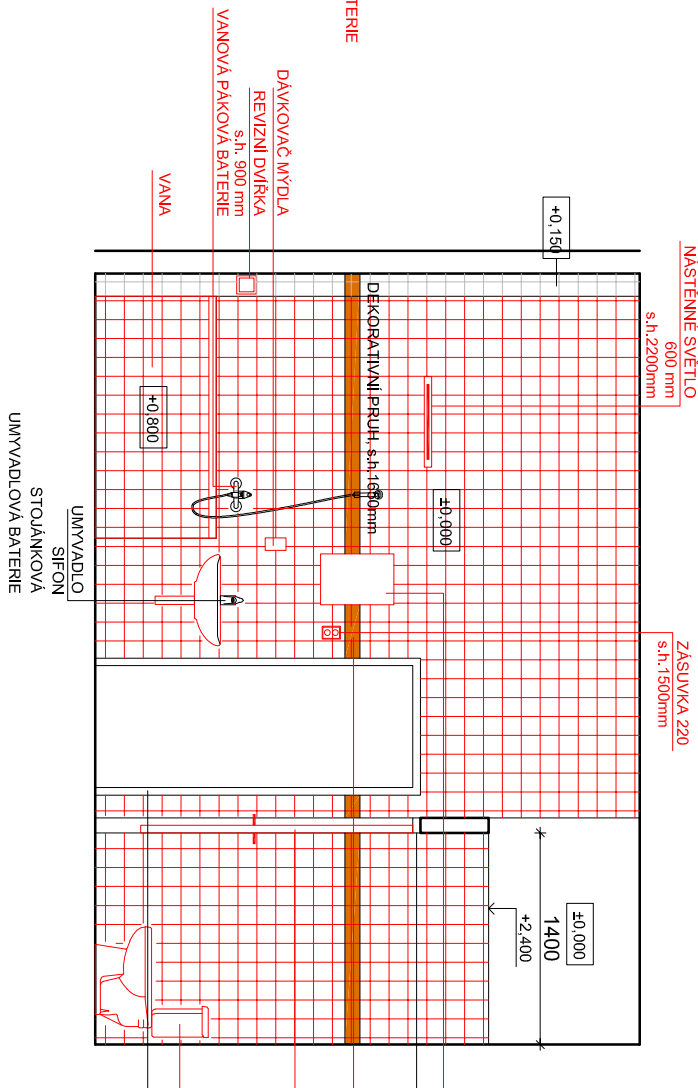 TERIE
VANOVÁ PÁKOVÁ BATERIE
s.h. 900 mm
REVIZNÍ DVÍŘKA
DÁVKOVAČ MÝDLA
VANA
+0,150
NÁSTĚNNÉ SVĚTLO
600 mm
s.h.2200mm
DEKORATIVNÍ PRUH, s.h.1680mm
+0,800
±0,000
UMYVADLO
SIFON
STOJÁNKOVÁ
UMYVADLOVÁ BATERIE
ZÁSUVKA 220
s.h.1500mm
±0,000
1400
+2,400